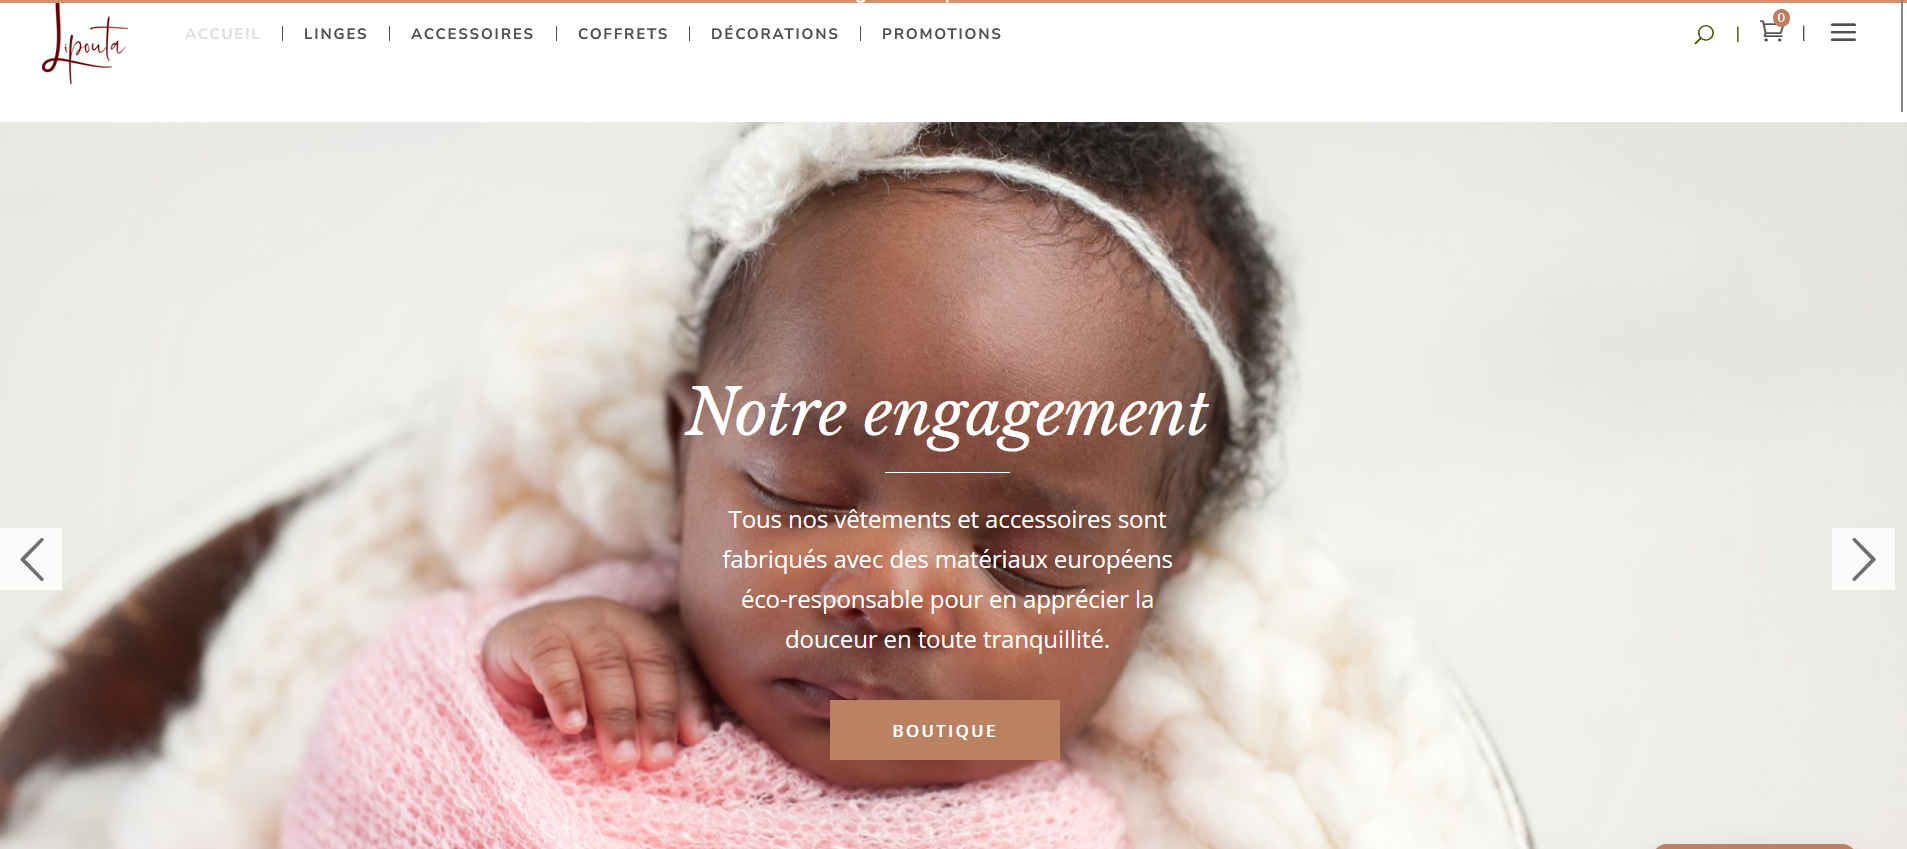 Lipouta
ACCUEIL | LINGES | ACCESSOIRES | COFFRETS | DÉCORATIONS | PROMOTIONS
0
Notre engagement
Tous nos vêtements et accessoires sont
fabriqués avec des matériaux européens
éco-responsable pour en apprécier la
douceur en toute tranquillité.
BOUTIQUE